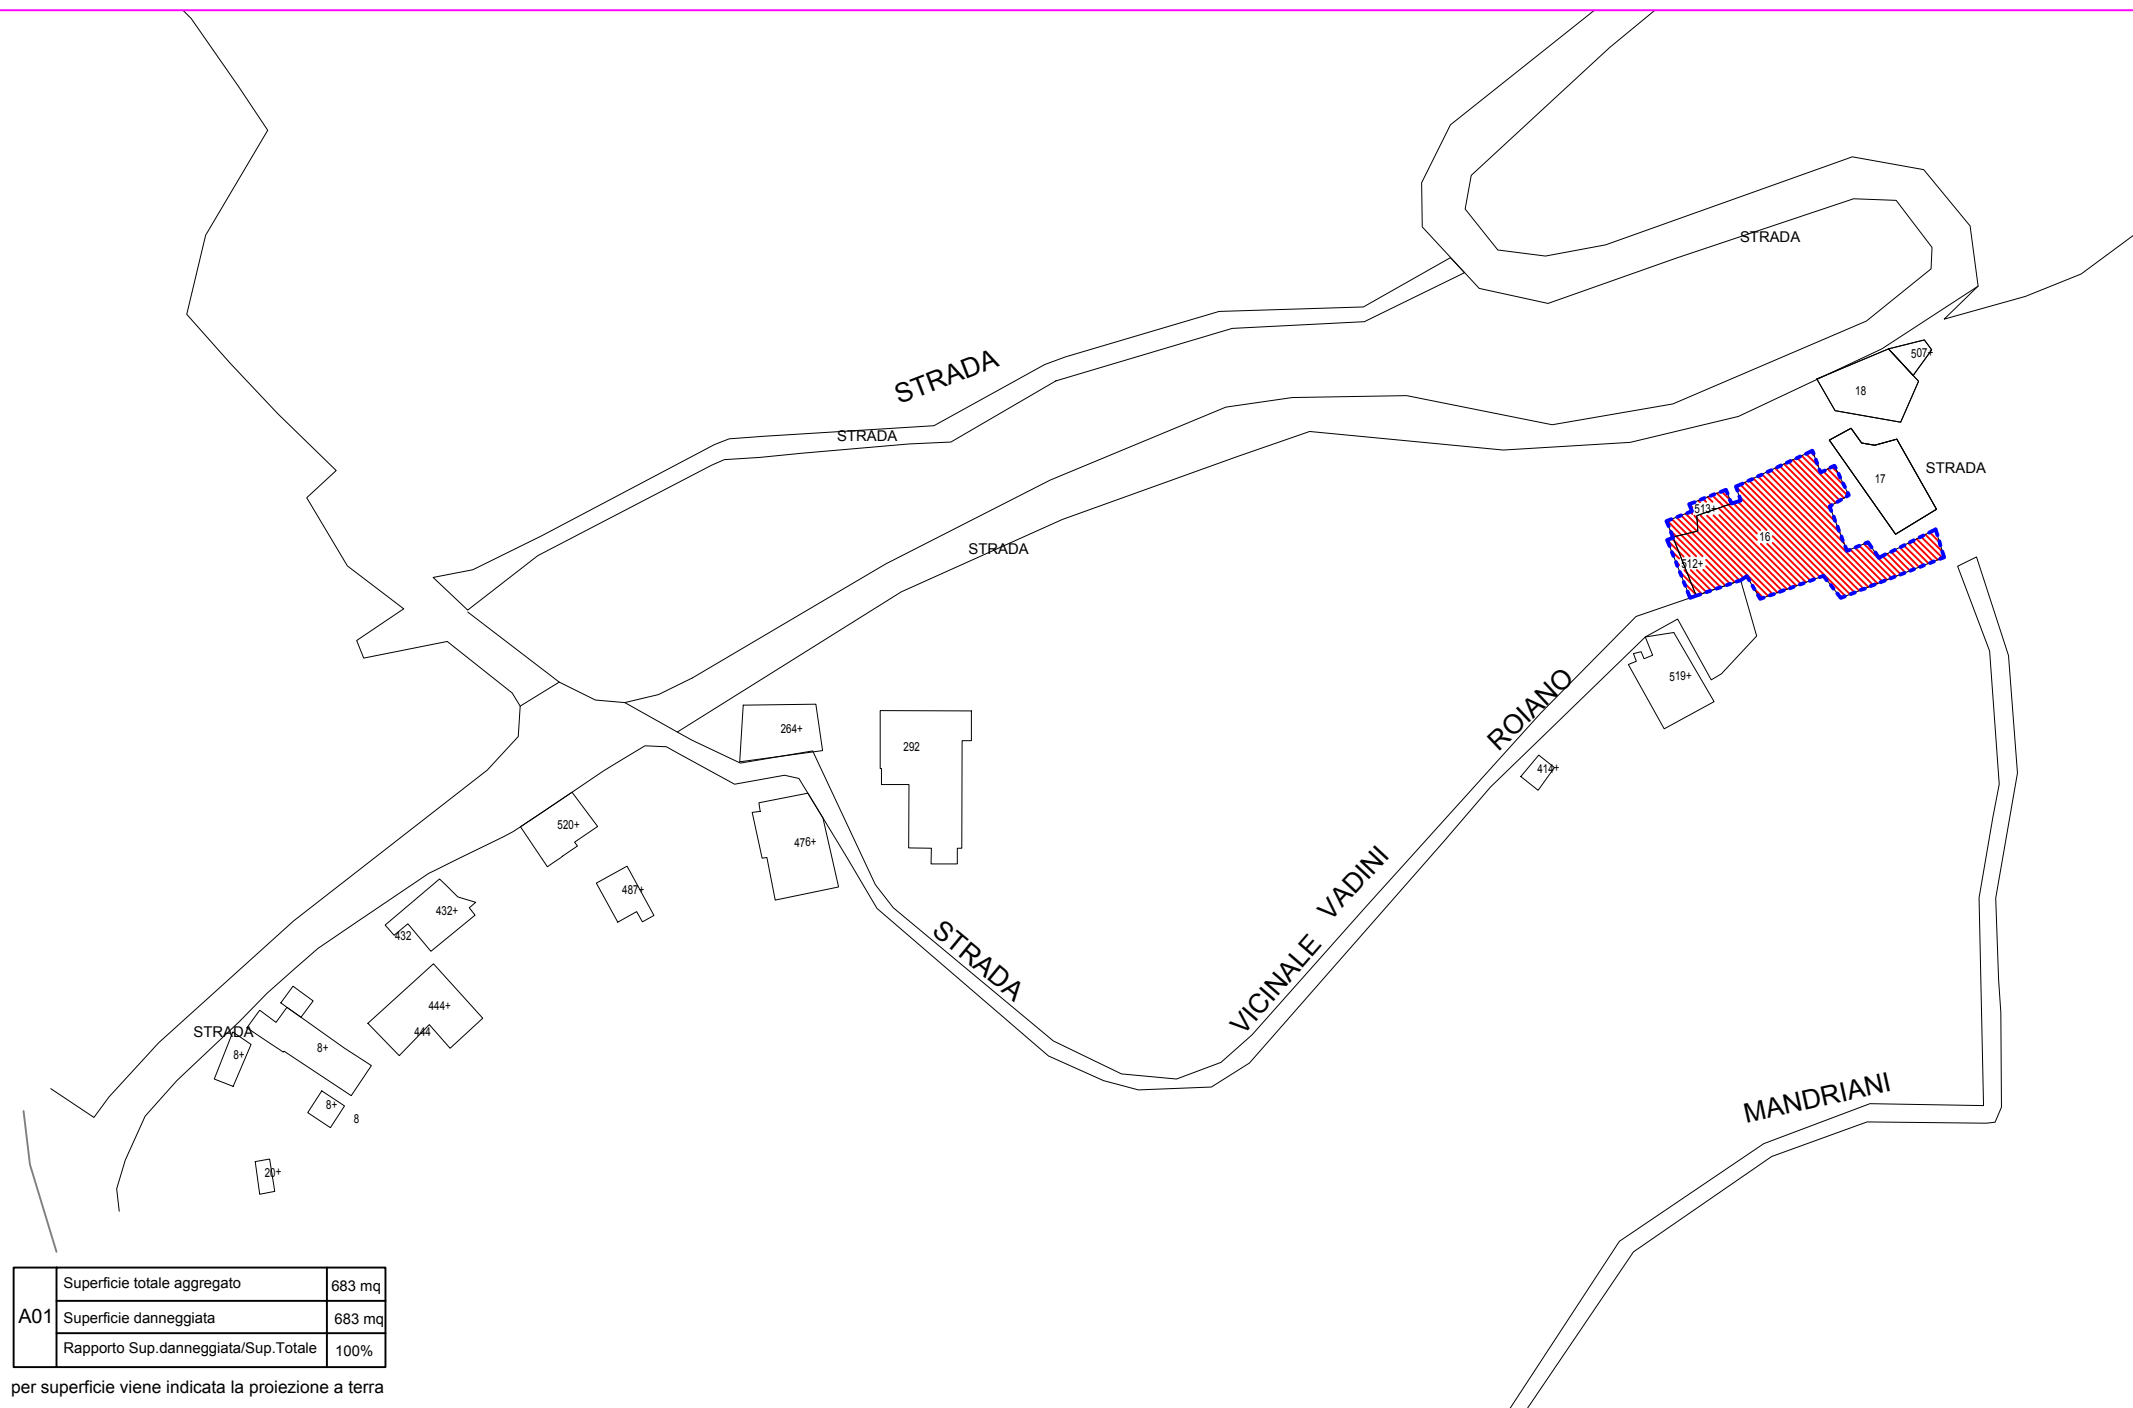 STRADA
507+
STRADA
18
STRADA
STRADA
17
513+
16
STRADA
512+
519+
ROIANO
264+
292
414+
520+
476+
VADINI
487+
432+
432
STRADA
VICINALE
444+
444
STRADA
8+
8+
8+
8
MANDRIANI
20+
A01
Superficie totale aggregato 683 mq
Superficie danneggiata 683 mq
Rapporto Sup.danneggiata/Sup.Totale 100%
per superficie viene indicata la proiezione a terra